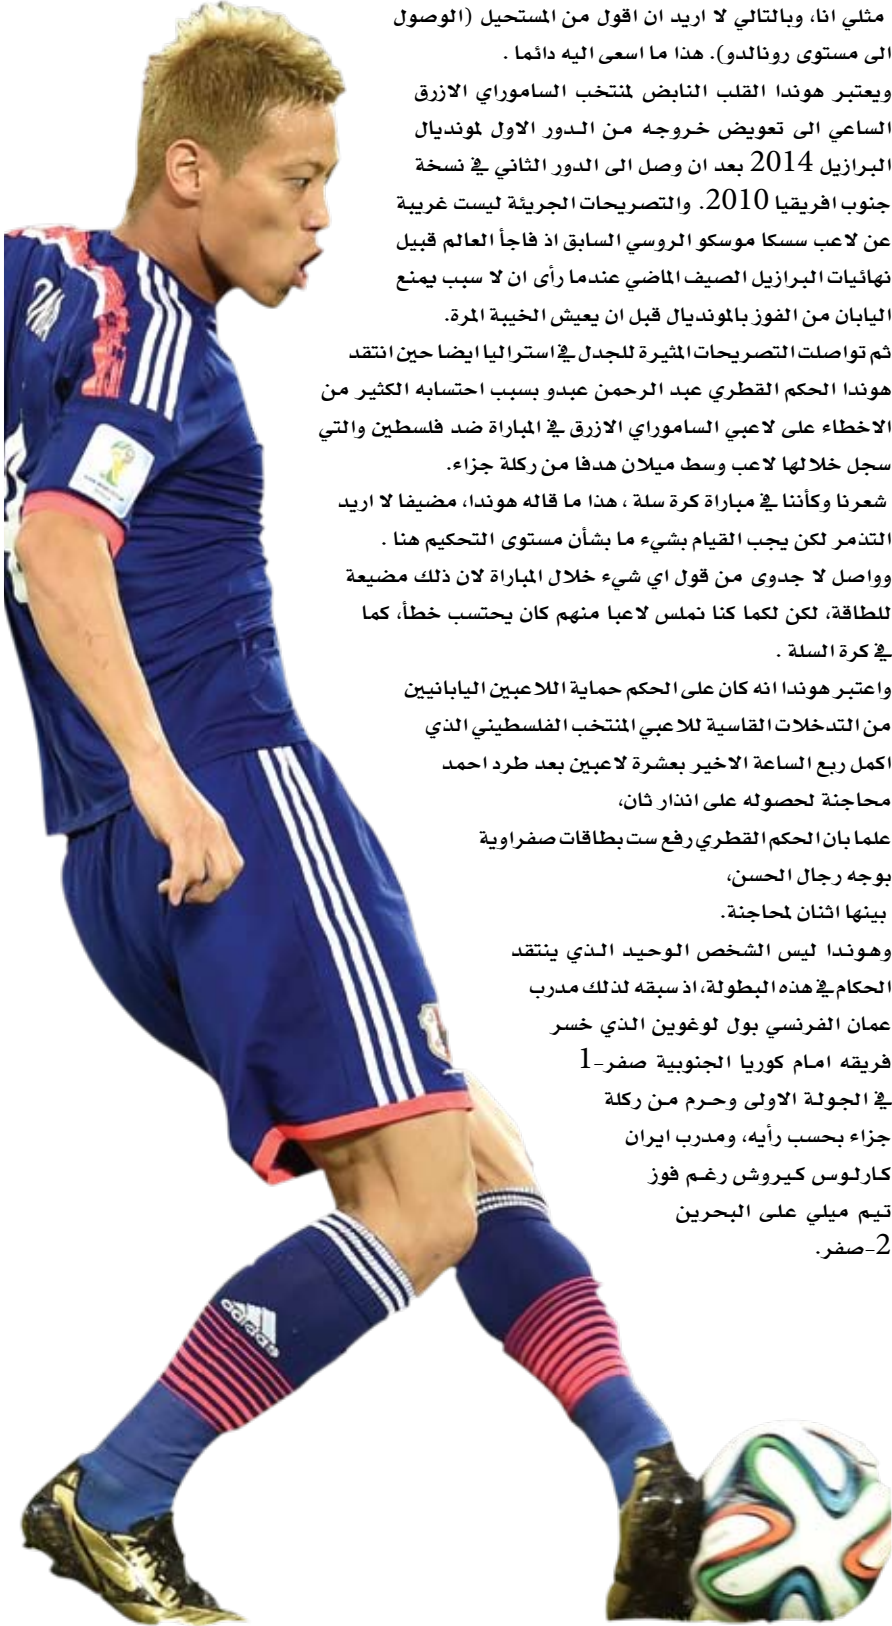 مثلي انا، وبالتالي لا اريد ان اقول من المستحيل (الوصول
الى مستوى رونالدو). هذا ما اسعى اليه دائما .
ويعتبر هوندا القلب النابض لمنتخب الساموراي الازرق
الساعي الى تعويض خروجه من الدور الاول لمونديال
البرازيل 2014 بعد ان وصل الى الدور الثاني في نسخة
جنوب افريقيا 2010. والتصريحات الجريئة ليست غريبة
عن لاعب سسكا موسكو الروسي السابق اذ فاجأ العالم قبيل
نهائيات البرازيل الصيف الماضي عندما رأى ان لا سبب يمنع
اليابان من الفوز بالمونديال قبل ان يعيش الخيبة المرة.
ثم تواصلت التصريحات المثيرة للجدل في استراليا ايضا حين انتقد
هوندا الحكم القطري عبد الرحمن عبدو بسبب احتسابه الكثير من
الاخطاء على لاعبي الساموراي الازرق في المباراة ضد فلسطين والتي
سجل خلالها لاعب وسط ميلان هدفا من ركلة جزاء.
شعرنا وكأننا في مباراة كرة سلة ، هذا ما قاله هوندا، مضيفا لا اريد
التذمر لكن يجب القيام بشيء ما بشأن مستوى التحكيم هنا .
وواصل لا جدوى من قول اي شيء خلال المباراة لان ذلك مضيعة
للطاقة، لكن لكما كنا نملس لاعبا منهم كان يحتسب خطأ، كما
في كرة السلة .
واعتبر هوندا انه كان على الحكم حماية اللاعبين اليابانيين
من التدخلات القاسية للاعبي المنتخب الفلسطيني الذي
اكمل ربع الساعة الاخير بعشرة لاعبين بعد طرد احمد
محاجنة لحصوله على انذار ثان،
علما بان الحكم القطري رفع ست بطاقات صفراوية
بوجه رجال الحسن،
بينها اثنان لمحاجنة.
وهوندا ليس الشخص الوحيد الذي ينتقد
الحكام في هذه البطولة، اذ سبقه لذلك مدرب
عمان الفرنسي بول لوغوين الذي خسر
فريقه امام كوريا الجنوبية صفر-1
في الجولة الاولى وحرم من ركلة
جزاء بحسب رأيه، ومدرب ايران
كارلوس كيروش رغم فوز
تيم ميلي على البحرين
2-صفر.
adidas